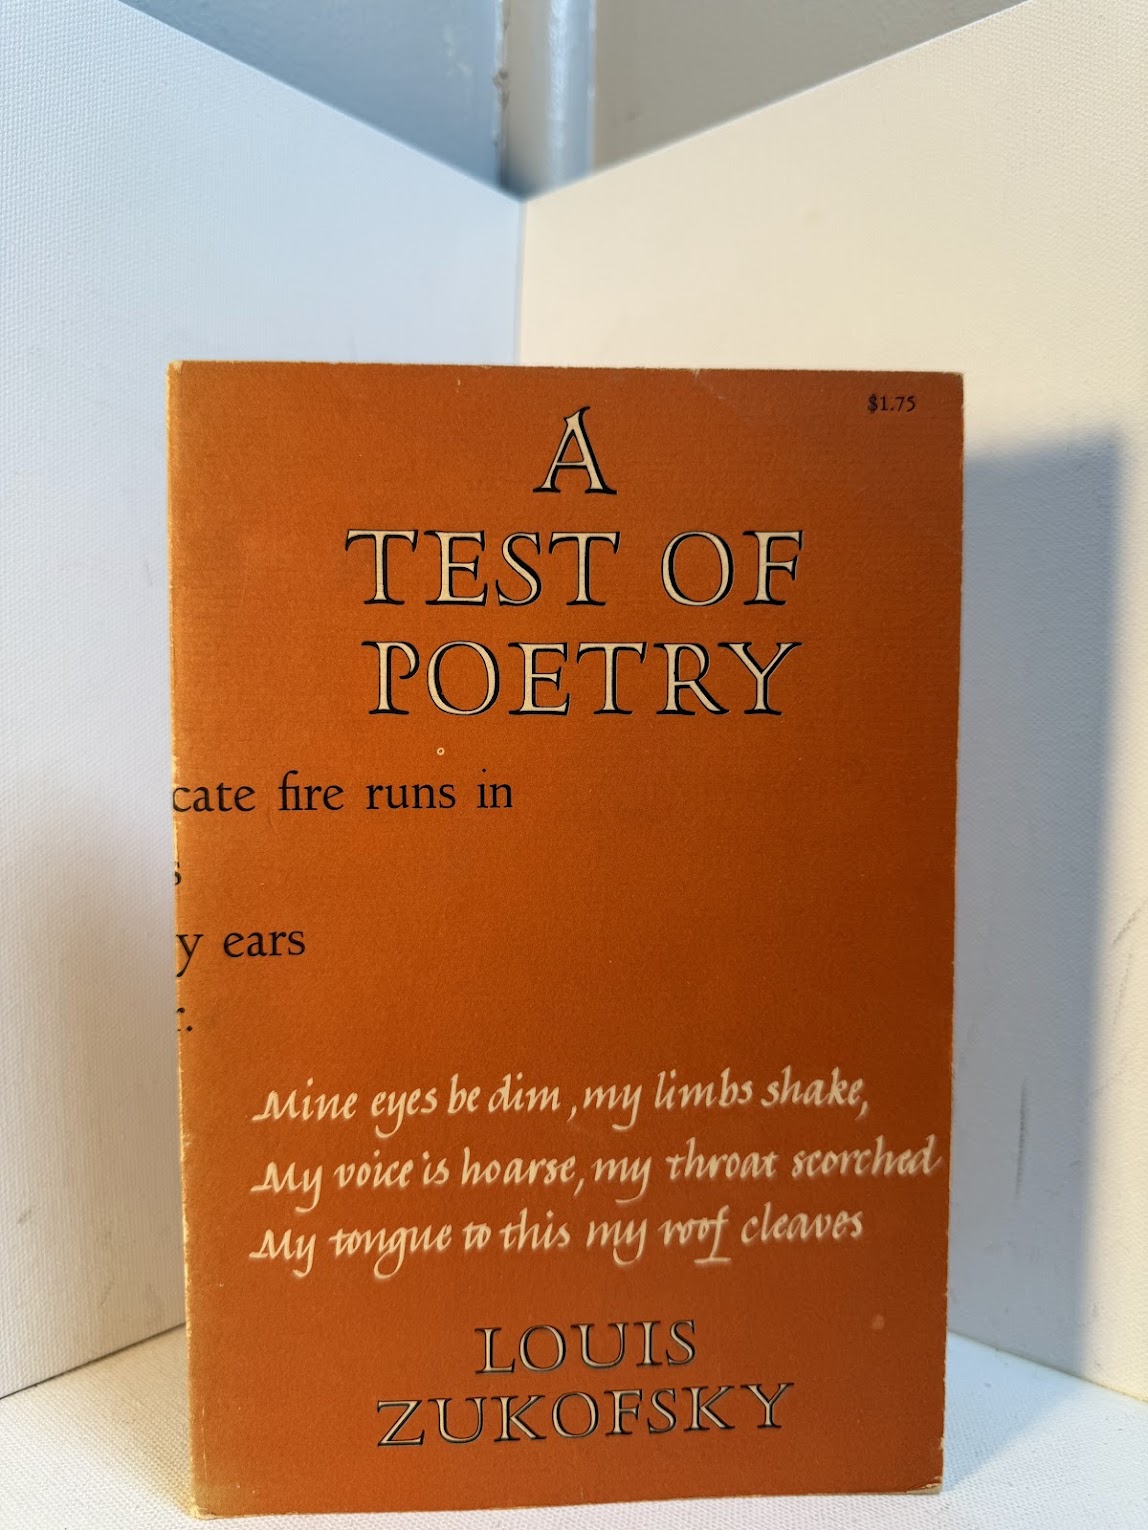 $1.75
A
TEST OF
POETRY
cate fire runs in
s
y ears
r.
Mine eyes be dim, my limbs shake,
My voice is hoarse, my throat scorched
My tongue to this my roof cleaves
LOUIS
ZUKOFSKY